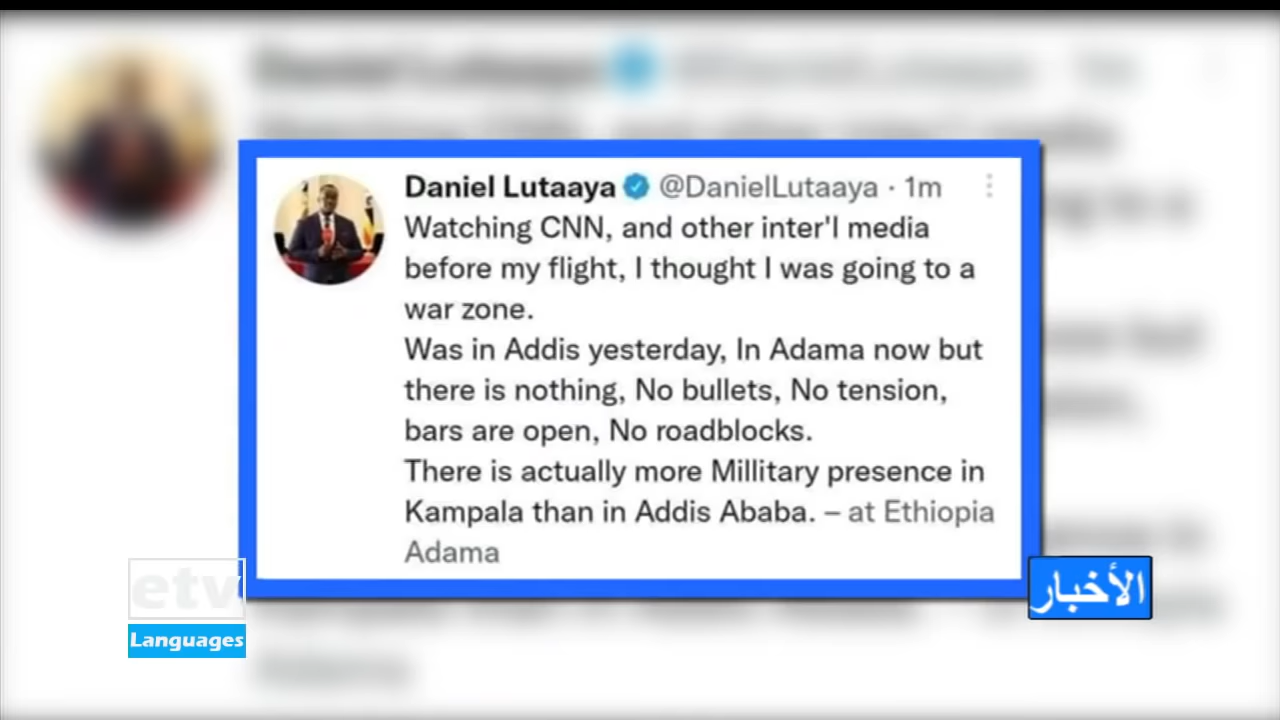 Daniel Lutaaya @DanielLutaaya · 1m
Watching CNN, and other inter'l media
before my flight, I thought I was going to a
war zone.
Was in Addis yesterday, In Adama now but
there is nothing, No bullets, No tension,
bars are open, No roadblocks.
There is actually more Millitary presence in
Kampala than in Addis Ababa. – at Ethiopia
Adama
etv
Languages
الأخبار